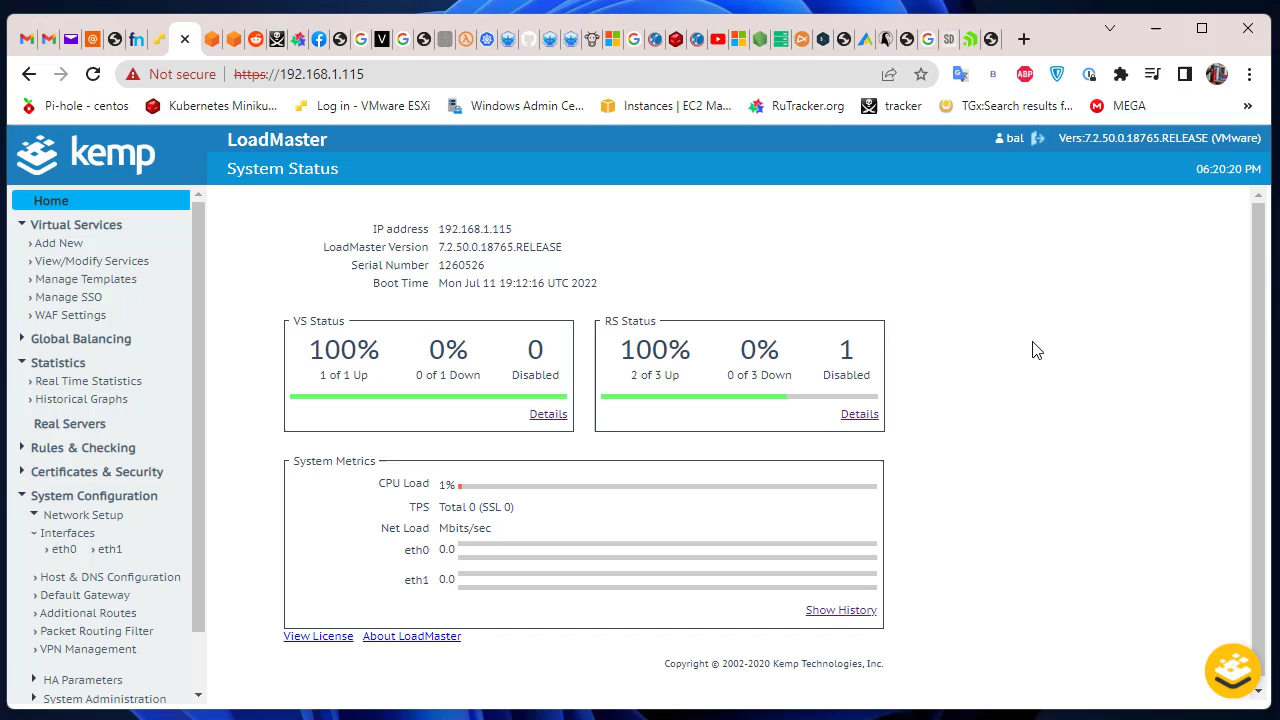 Not secure https://192.168.1.115
ABP
Pi-hole - centos Kubernetes Miniku... Log in - VMware ESXi Windows Admin Ce... Instances | EC2 Ma... RuTracker.org tracker TGx:Search results f... MEGA »
kemp
LoadMaster
bal Vers:7.2.50.0.18765.RELEASE (VMware)
System Status
06:20:20 PM
Home
Virtual Services
› Add New
› View/Modify Services
› Manage Templates
› Manage SSO
› WAF Settings
Global Balancing
Statistics
› Real Time Statistics
› Historical Graphs
Real Servers
Rules & Checking
Certificates & Security
System Configuration
Network Setup
Interfaces
› eth0 › eth1
› Host & DNS Configuration
› Default Gateway
› Additional Routes
› Packet Routing Filter
› VPN Management
HA Parameters
System Administration
IP address 192.168.1.115
LoadMaster Version 7.2.50.0.18765.RELEASE
Serial Number 1260526
Boot Time Mon Jul 11 19:12:16 UTC 2022
VS Status
100% 0% 0
1 of 1 Up 0 of 1 Down Disabled
Details
RS Status
100% 0% 1
2 of 3 Up 0 of 3 Down Disabled
Details
System Metrics
CPU Load 1%
TPS Total 0 (SSL 0)
Net Load Mbits/sec
eth0 0.0
eth1 0.0
Show History
View License About LoadMaster
Copyright © 2002-2020 Kemp Technologies, Inc.